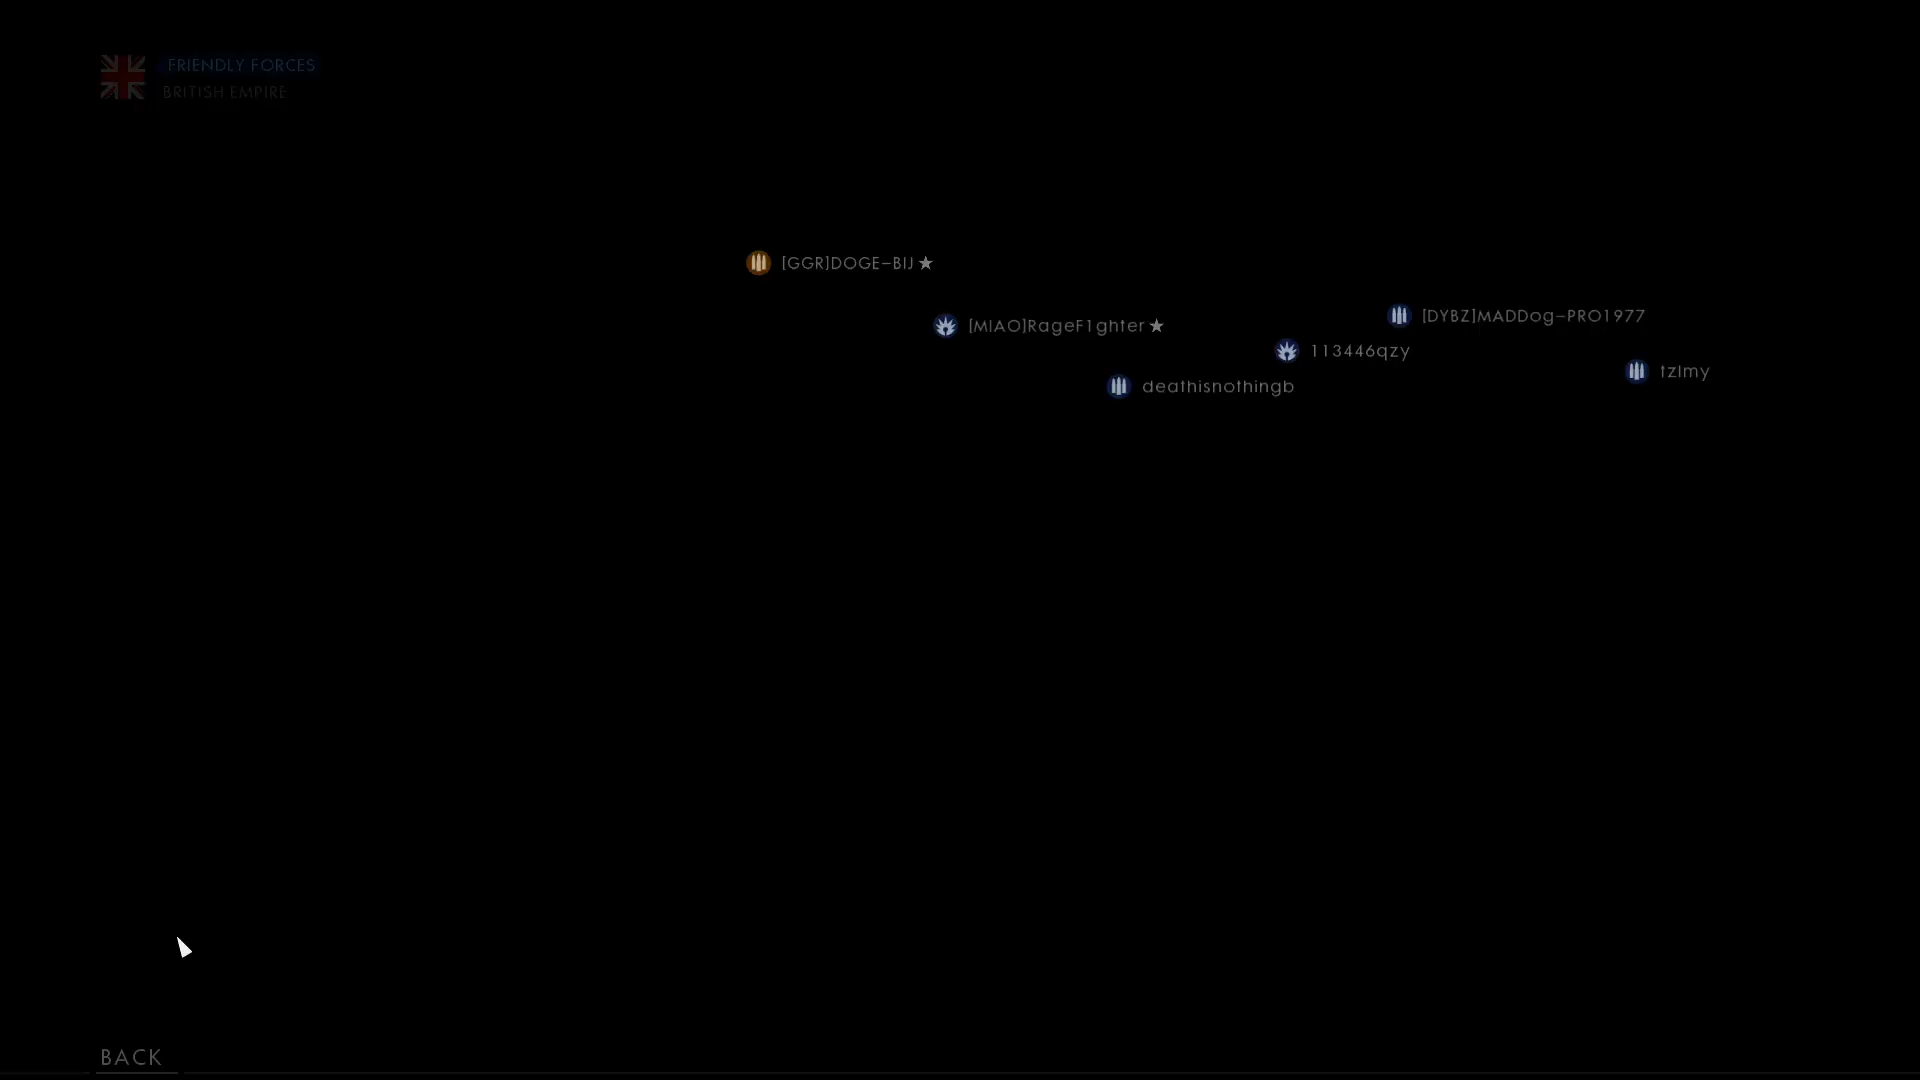 FRIENDLY FORCES
BRITISH EMPIRE
[GGR]DOGE-BIJ★
[MIAO]RageF1ghter★
[DYBZ]MADDog-PRO1977
113446qzy
tzlmy
deathisnothingb
BACK